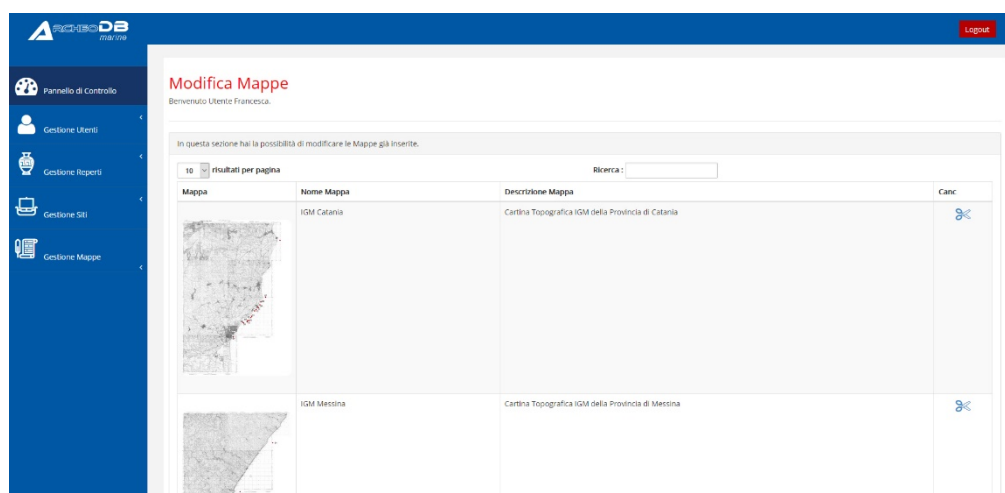 ARCHEODB
marine
Logout
Pannello di Controllo
Gestione Utenti
Gestione Reperti
Gestione Siti
Gestione Mappe
Modifica Mappe
Benvenuto Utente Francesca.
In questa sezione hai la possibilità di modificare le Mappe già inserite.
10 risultati per pagina
Ricerca :
Mappa Nome Mappa Descrizione Mappa Canc
IGM Catania Cartina Topografica IGM della Provincia di Catania
IGM Messina Cartina Topografica IGM della Provincia di Messina